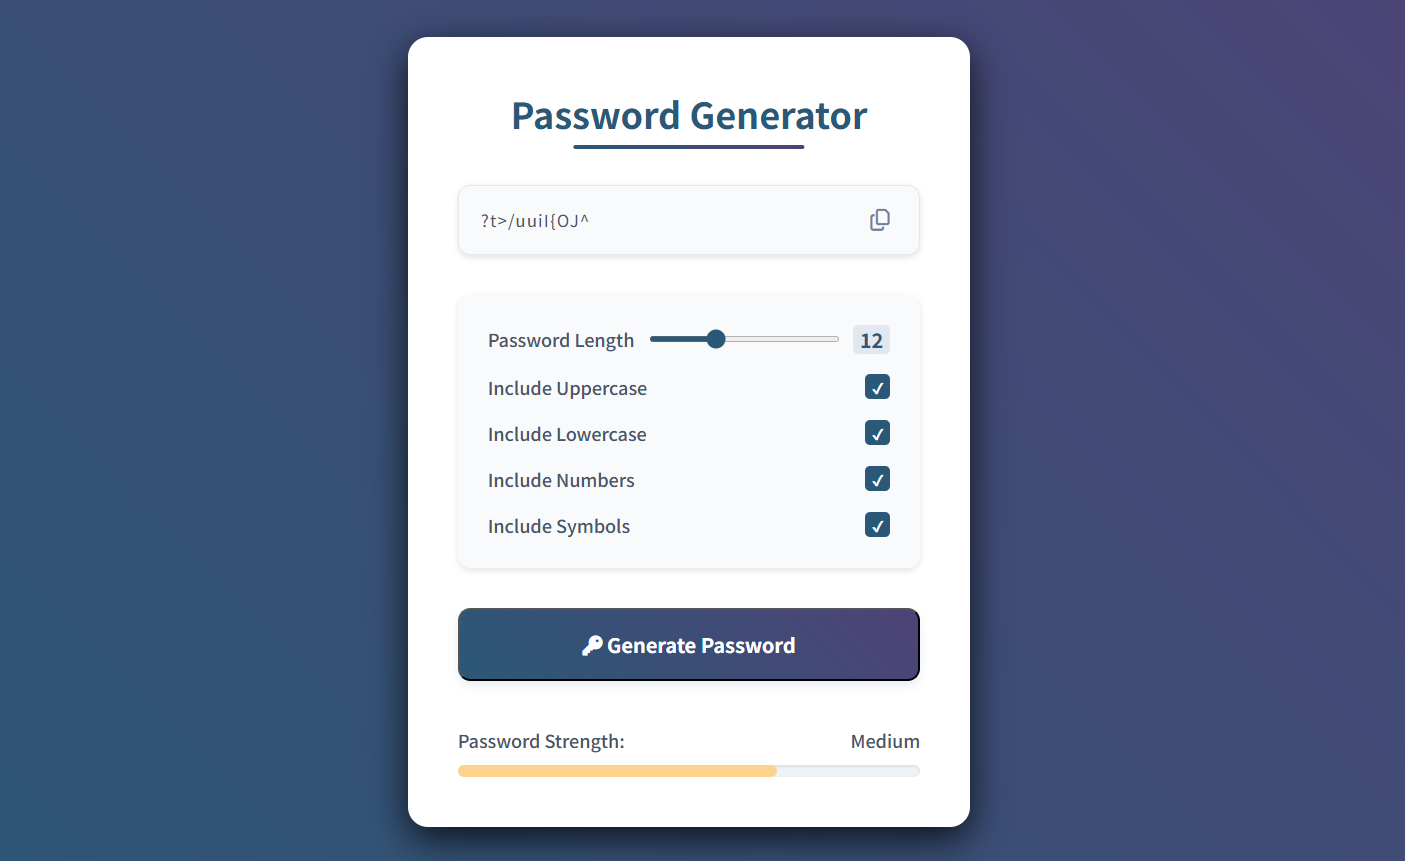 Password Generator
?t>/uuiI{OJ^
Password Length 12
Include Uppercase
Include Lowercase
Include Numbers
Include Symbols
Generate Password
Password Strength: Medium